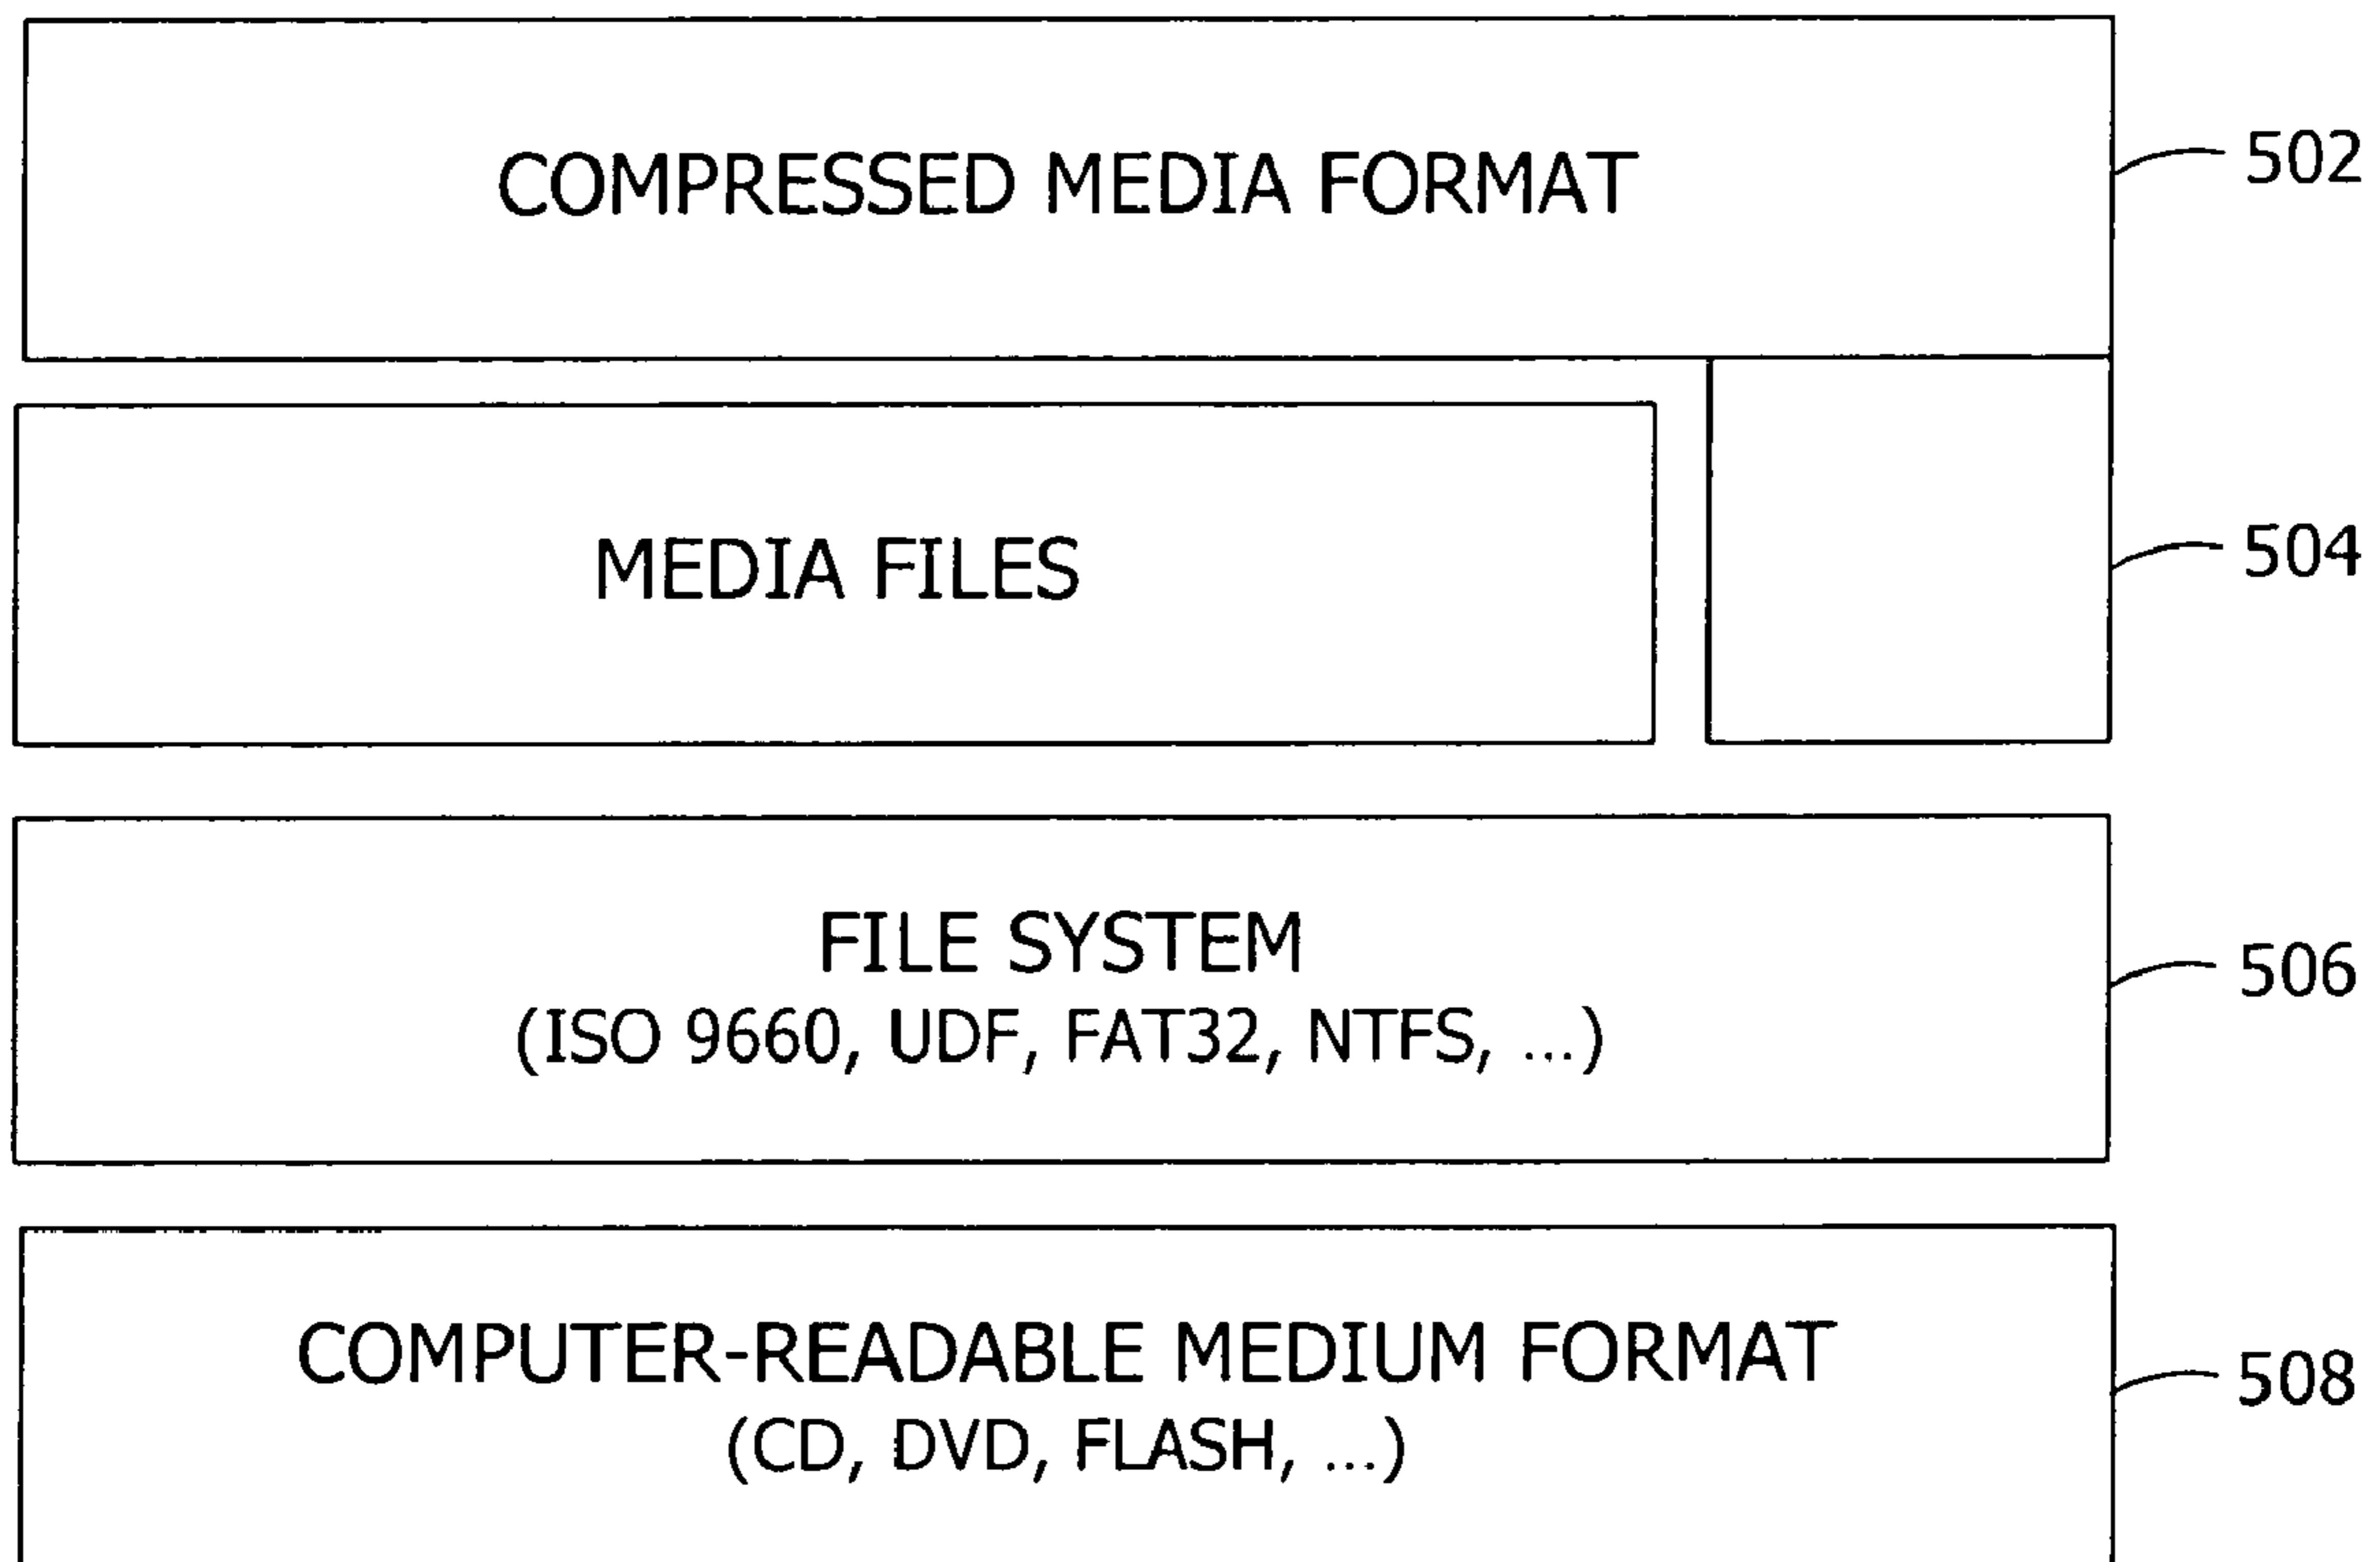 COMPRESSED MEDIA FORMAT
502
MEDIA FILES
504
FILE SYSTEM
(ISO 9660, UDF, FAT32, NTFS, ...)
506
COMPUTER-READABLE MEDIUM FORMAT
(CD, DVD, FLASH, ...)
508